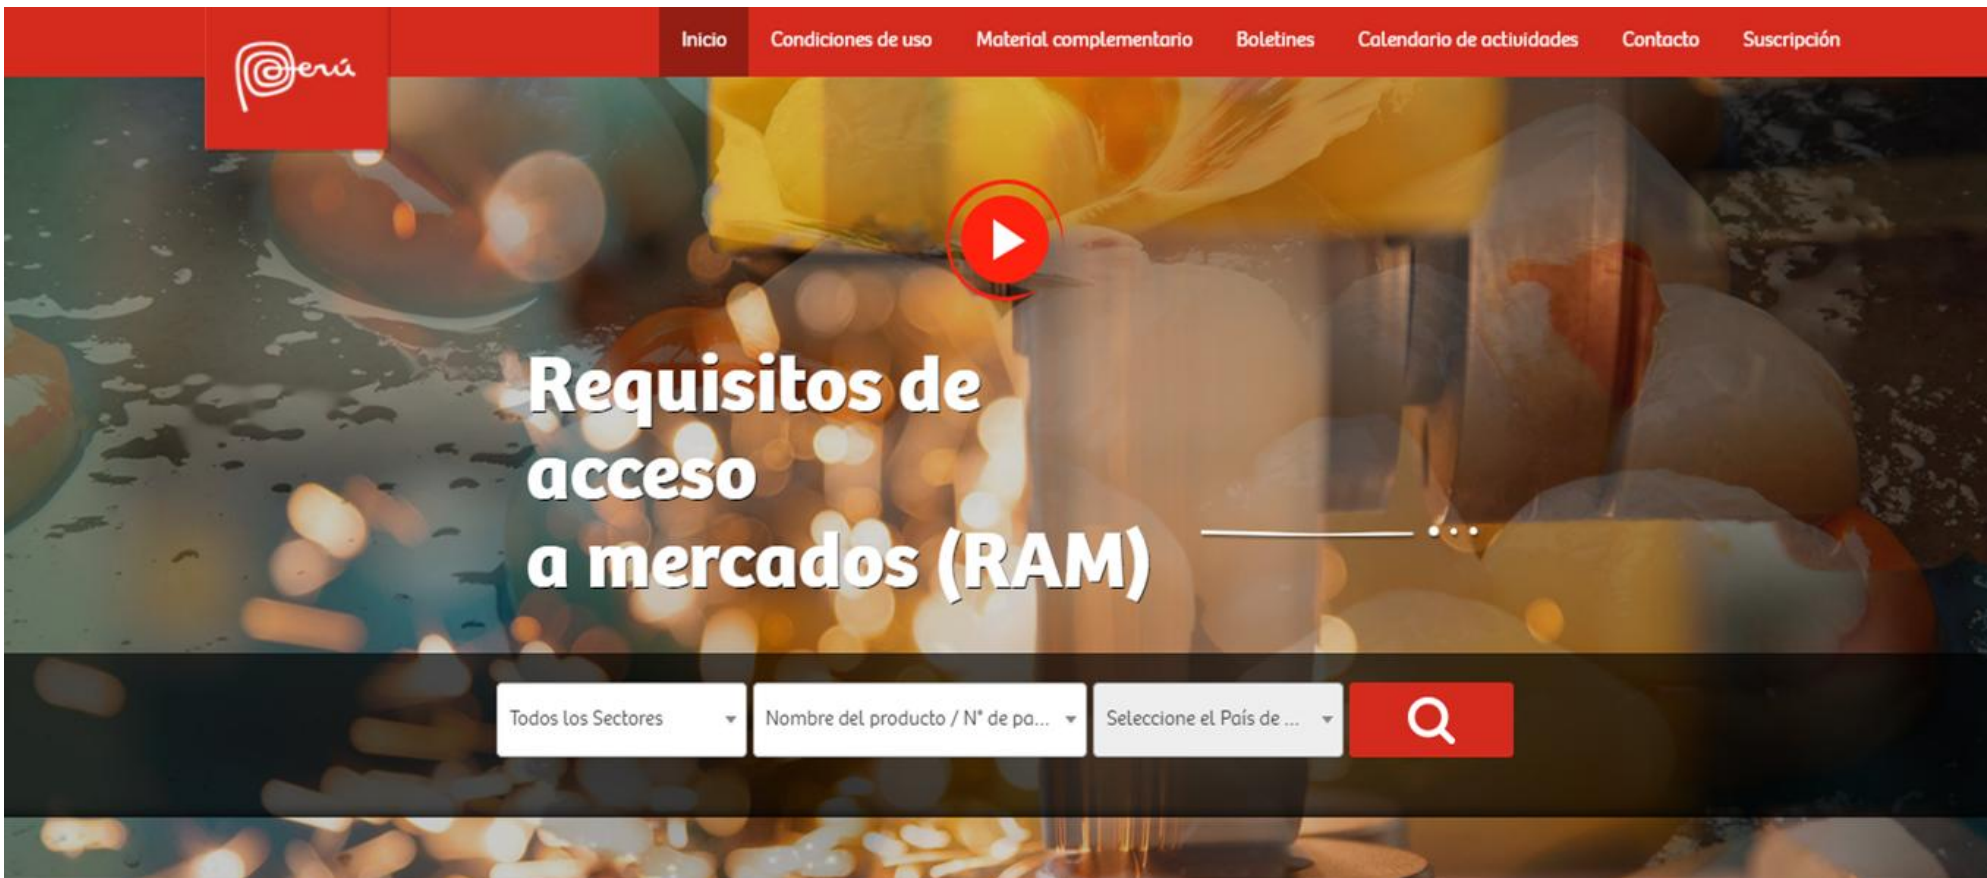 Perú
Inicio
Condiciones de uso
Material complementario
Boletines
Calendario de actividades
Contacto
Suscripción
Requisitos de
acceso
a mercados (RAM)
Todos los Sectores
Nombre del producto / N° de pa...
Seleccione el País de ...